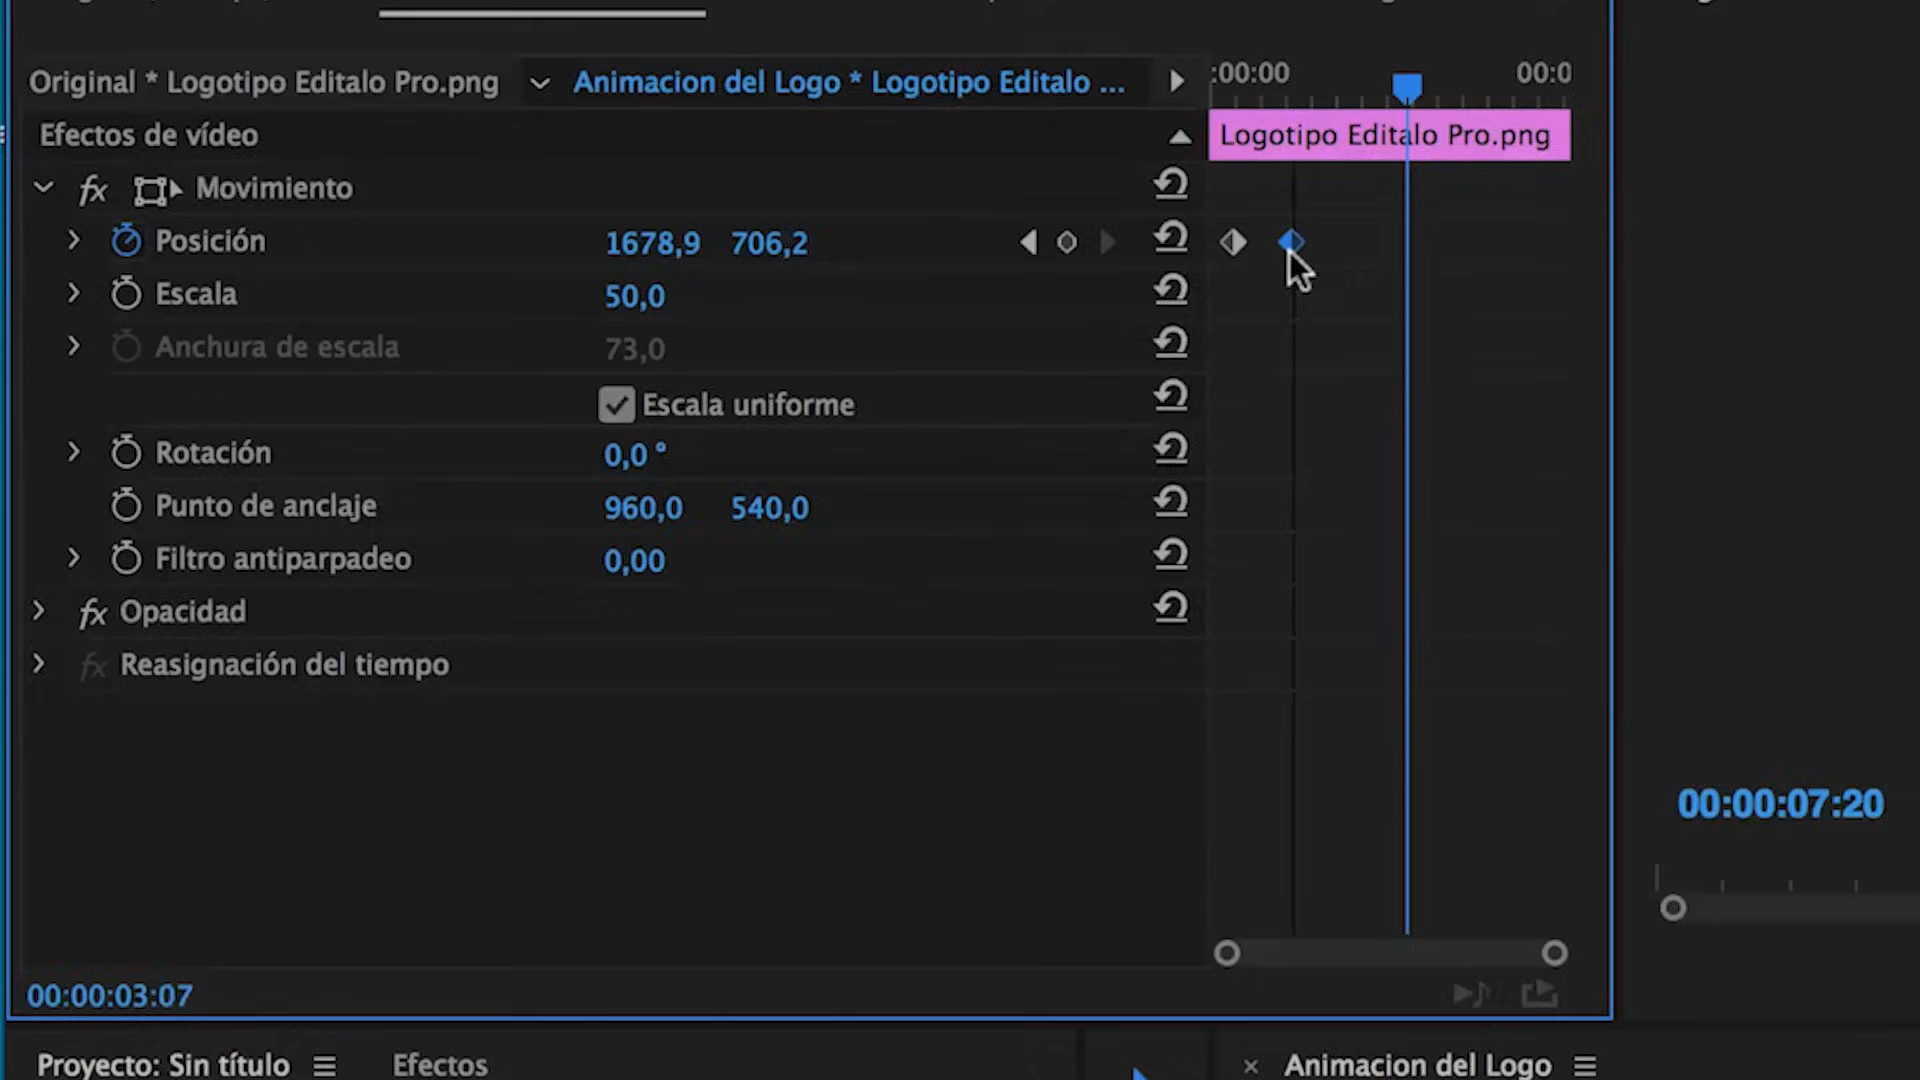 Original * Logotipo Editalo Pro.png
Animacion del Logo * Logotipo Editalo ...
:00:00
00:0
Efectos de vídeo
Logotipo Editalo Pro.png
fx Movimiento
Posición 1678,9 706,2
Escala 50,0
Anchura de escala 73,0
Escala uniforme
Rotación 0,0 °
Punto de anclaje 960,0 540,0
Filtro antiparpadeo 0,00
fx Opacidad
fx Reasignación del tiempo
00:00:07:20
00:00:03:07
Proyecto: Sin título
Efectos
× Animacion del Logo